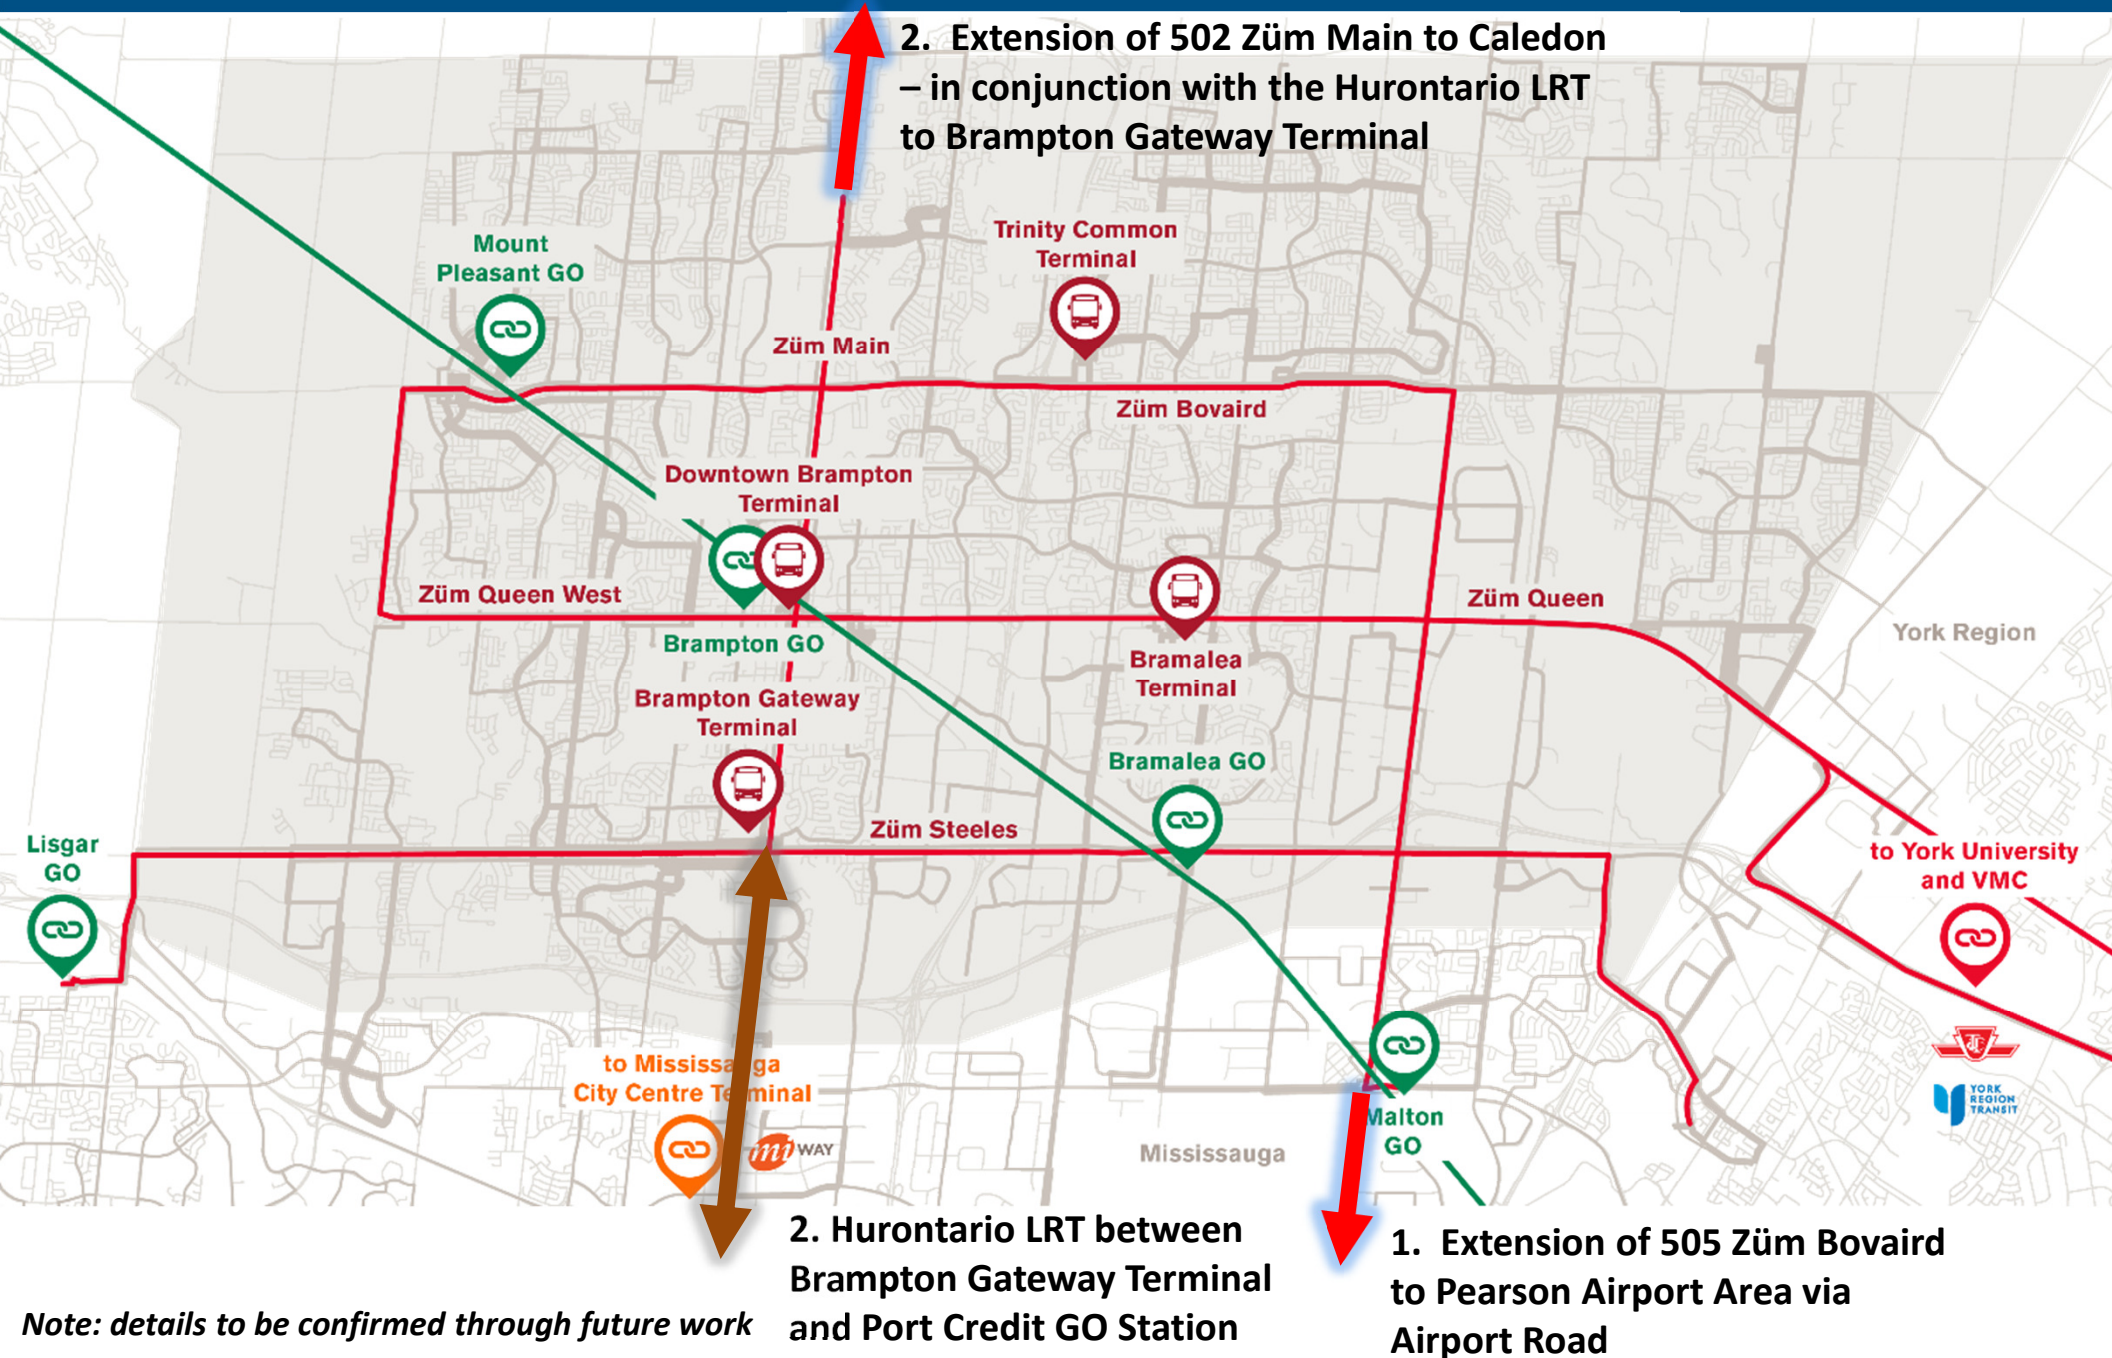 2.  Extension of 502 Züm Main to Caledon
– in conjunction with the Hurontario LRT
to Brampton Gateway Terminal
Trinity Common
Terminal
Mount
Pleasant GO
Züm Main
Züm Bovaird
Downtown Brampton
Terminal
Züm Queen West
Züm Queen
York Region
Brampton GO
Bramalea
Terminal
Brampton Gateway
Terminal
Bramalea GO
Züm Steeles
Lisgar
GO
to York University
and VMC
to Mississauga
City Centre Terminal
mi WAY
Malton
GO
Mississauga
TTC
YORK
REGION
TRANSIT
2. Hurontario LRT between
Brampton Gateway Terminal
and Port Credit GO Station
1.  Extension of 505 Züm Bovaird
to Pearson Airport Area via
Airport Road
Note: details to be confirmed through future work